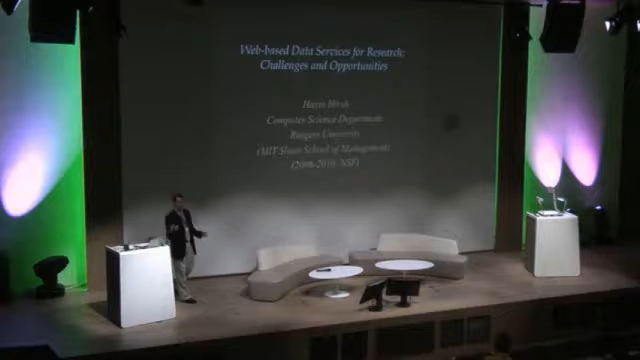 Web-based Data Services for Research:
Challenges and Opportunities
Haym Hirsh
Computer Science Department
Rutgers University
(MIT Sloan School of Management)
(2006-2010: NSF)